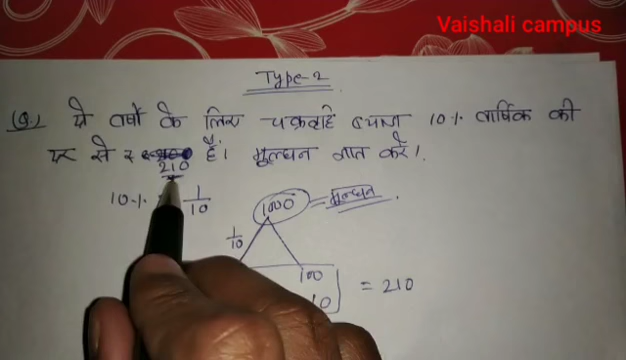 Vaishali campus
Type-2
(Q.) दो वर्षो के लिए चक्रवृद्धि ब्याज 10% वार्षिक की
दर से ₹ 210 है। मूलधन ज्ञात करें।
10% 1/10
1000 = मूलधन
1/10
100
10 = 210